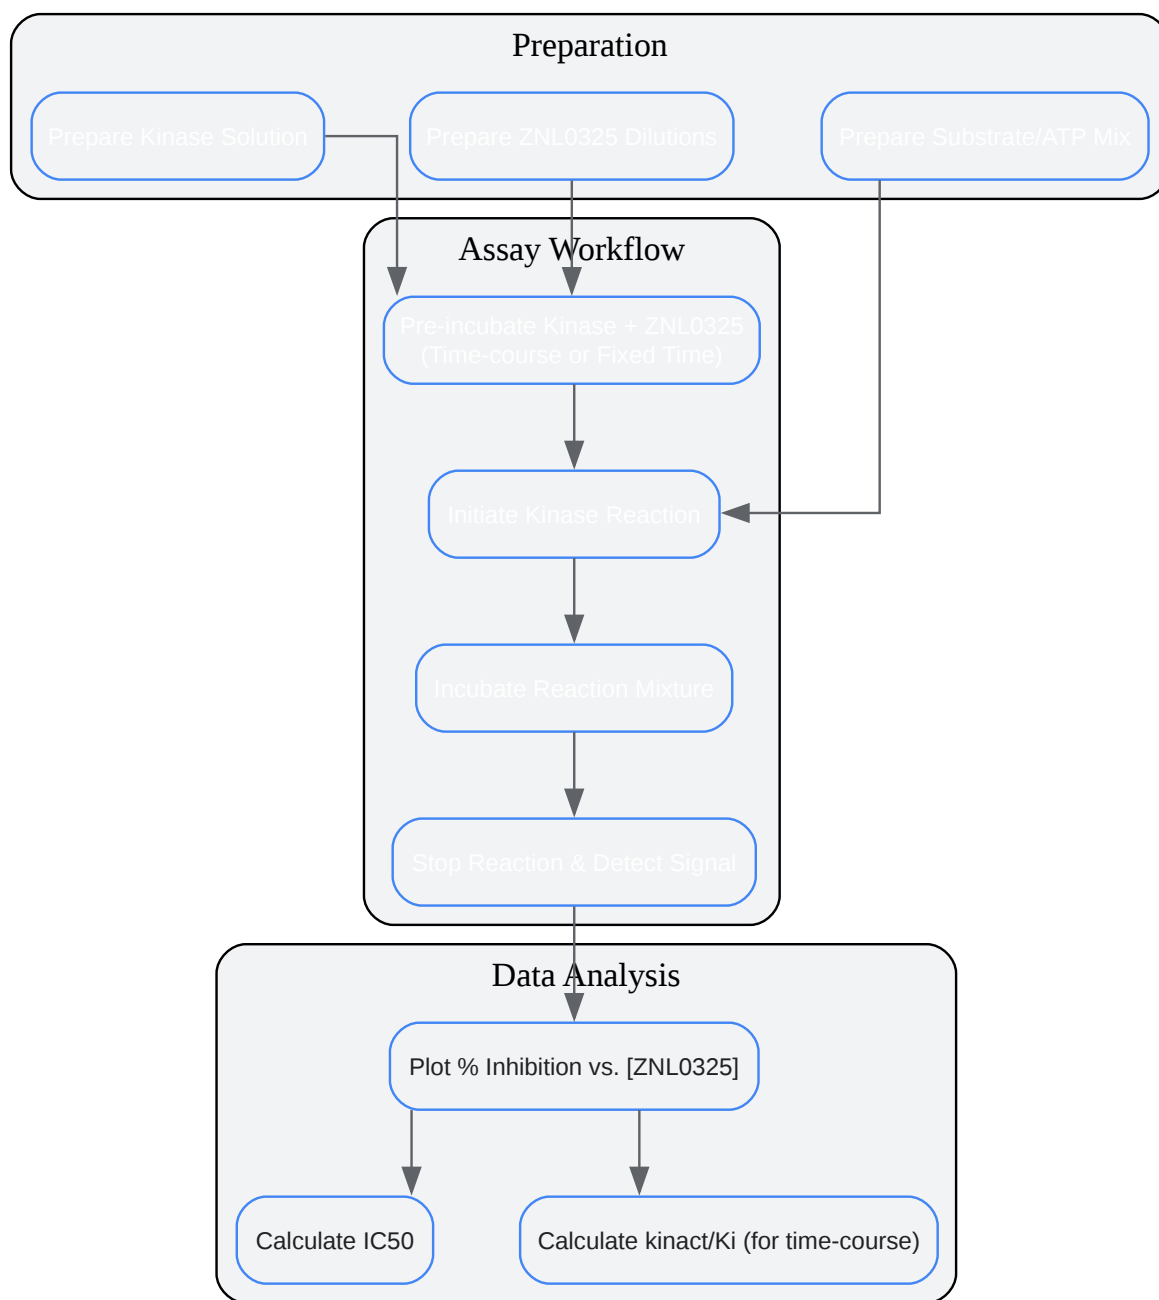 Preparation
Prepare Kinase Solution
Prepare ZNL0325 Dilutions
Prepare Substrate/ATP Mix
Assay Workflow
Pre-incubate Kinase + ZNL0325
(Time-course or Fixed Time)
Initiate Kinase Reaction
Incubate Reaction Mixture
Stop Reaction & Detect Signal
Data Analysis
Plot % Inhibition vs. [ZNL0325]
Calculate IC50
Calculate kinact/Ki (for time-course)